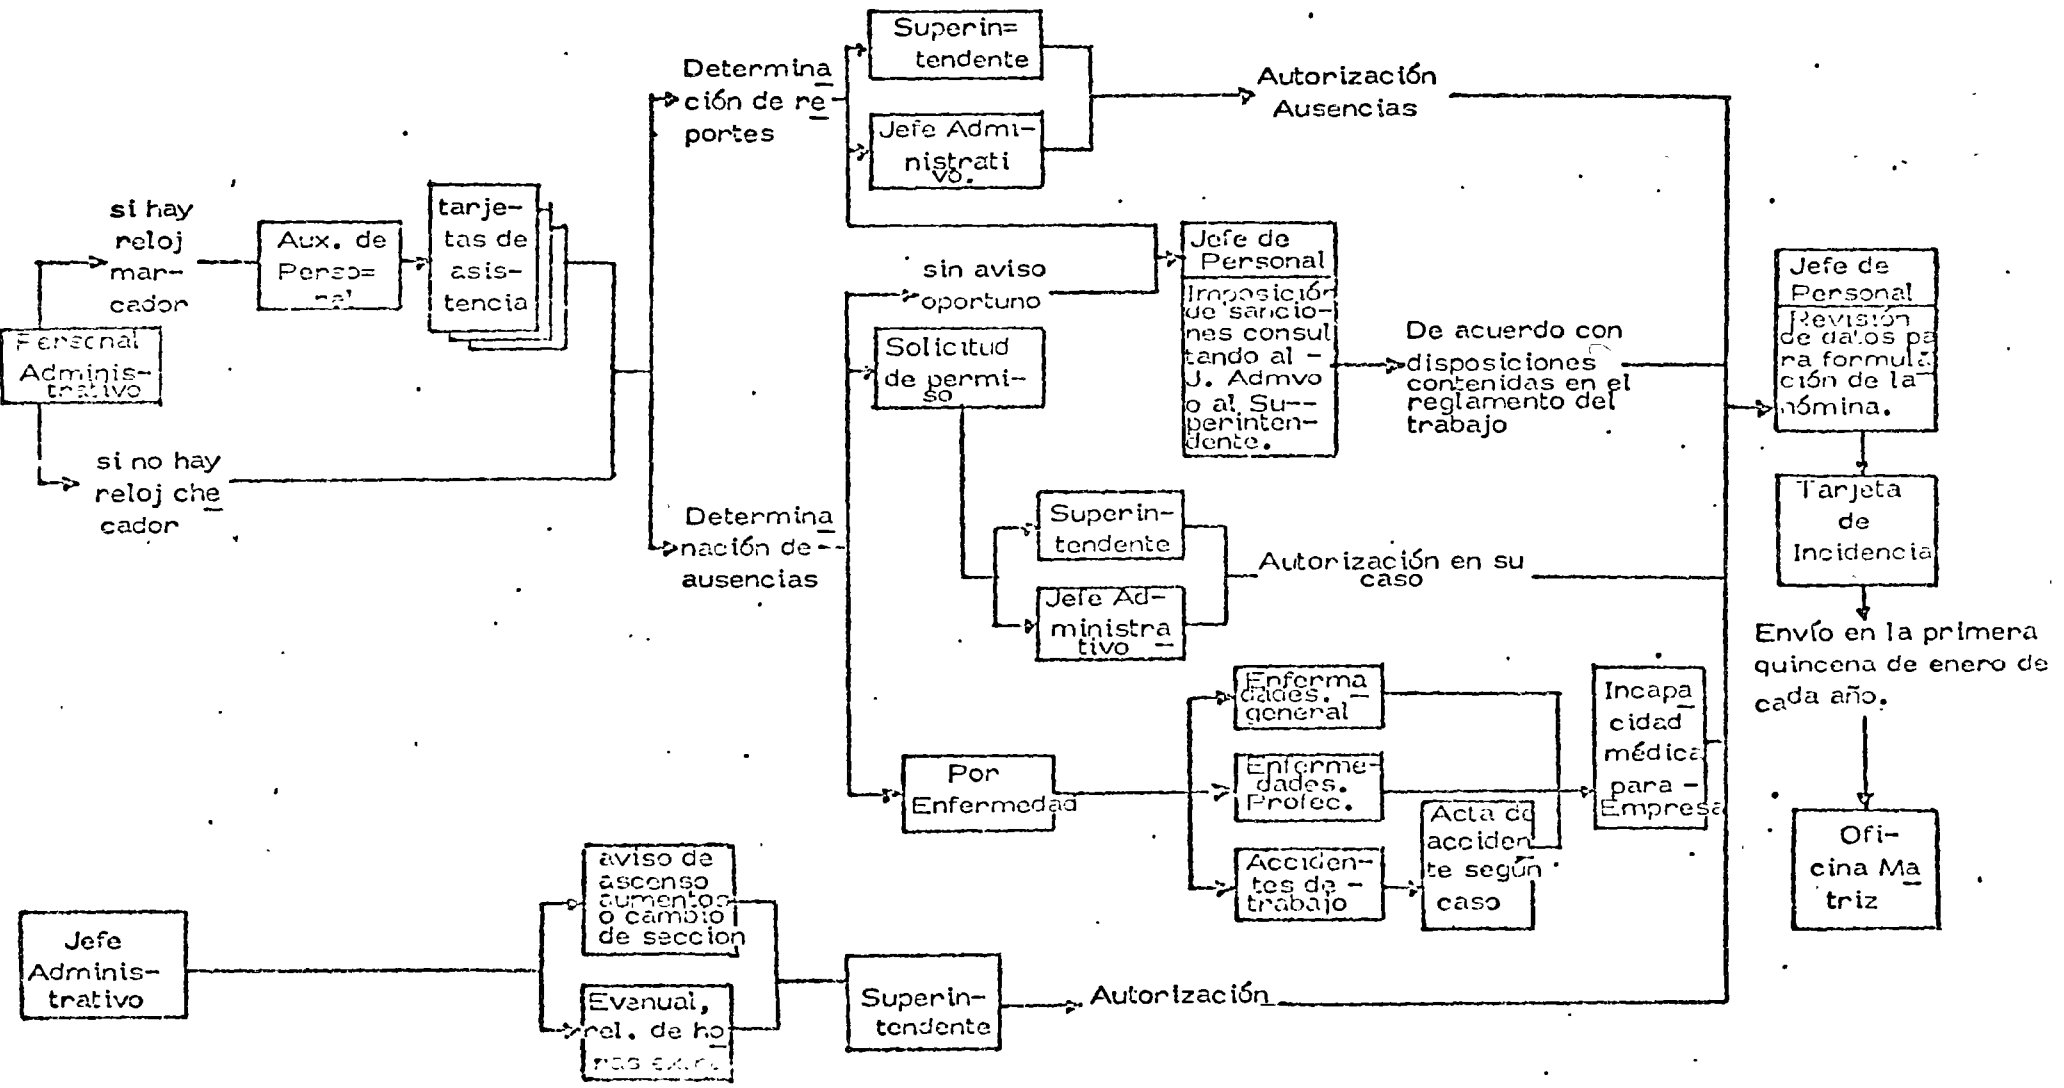 Superin=
tendente
Determina
ción de re
portes
Jefe Admi-
nistrati
vo.
Autorización
Ausencias
si hay
reloj
mar-
cador
Aux. de
Perso=
nal
tarje-
tas de
asis-
tencia
Personal
Adminis-
trativo
si no hay
reloj che
cador
sin aviso
oportuno
Jefe de
Personal
Imposición
de sancio-
nes consul
tando al -
J. Admvo
o al Su--
perinten-
dente.
Solicitud
de permi-
so
De acuerdo con
disposiciones
contenidas en el
reglamento del
trabajo
Jefe de
Personal
Revisión
de datos pa
ra formula
ción de la
nómina.
Determina
nación de --
ausencias
Superin-
tendente
Jefe Ad-
ministra
tivo -
Autorización en su
caso
Tarjeta
de
Incidencia
Envío en la primera
quincena de enero de
cada año.
Por
Enfermedad
Enferma
dades. -
general
Enferme-
dades.
Profec.
Acciden-
tes de -
trabajo
Acta de
acciden
te según
caso
Incapa
cidad
médica
para -
Empresa
Ofi-
cina Ma
triz
Jefe
Adminis-
trativo
aviso de
ascenso
aumentos
o cambio
de seccion
Evenual,
rel. de ho
ras extra
Superin-
tendente
Autorización